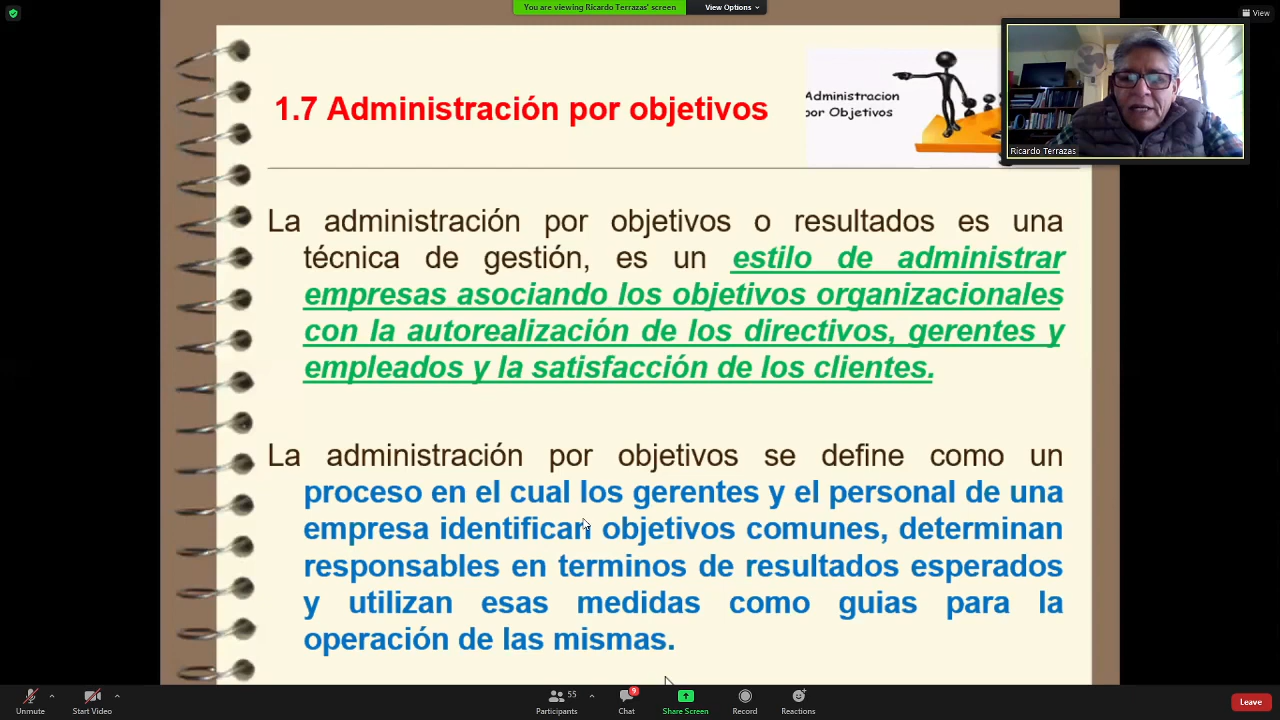 You are viewing Ricardo Terrazas' screen
View Options
View
1.7 Administración por objetivos
Administracion
por Objetivos
Ricardo Terrazas
La administración por objetivos o resultados es una
técnica de gestión, es un estilo de administrar
empresas asociando los objetivos organizacionales
con la autorealización de los directivos, gerentes y
empleados y la satisfacción de los clientes.
La administración por objetivos se define como un
proceso en el cual los gerentes y el personal de una
empresa identifican objetivos comunes, determinan
responsables en terminos de resultados esperados
y utilizan esas medidas como guias para la
operación de las mismas.
Unmute
Start Video
55
Participants
9
Chat
Share Screen
Record
Reactions
Leave